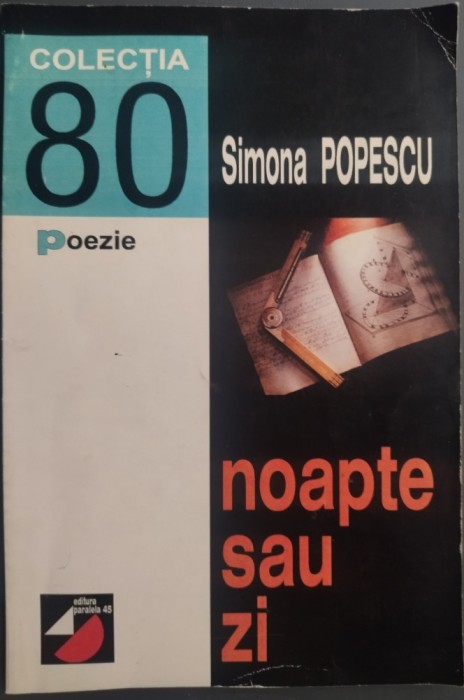 COLECȚIA
80
poezie
Simona POPESCU
noapte
sau
zi
editura
paralela 45